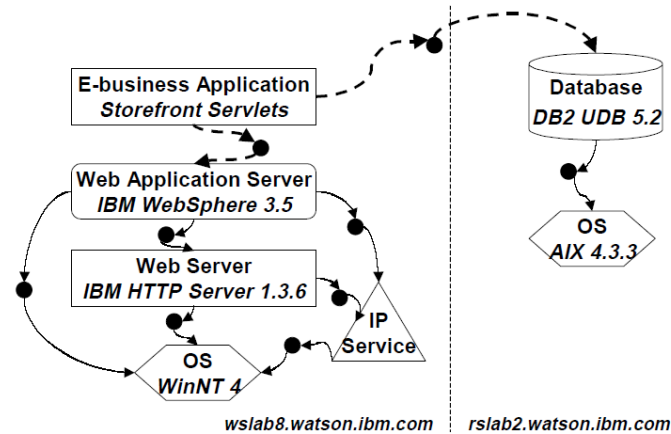 E-business Application
Storefront Servlets
Web Application Server
IBM WebSphere 3.5
Web Server
IBM HTTP Server 1.3.6
IP
Service
OS
WinNT 4
wslab8.watson.ibm.com
Database
DB2 UDB 5.2
OS
AIX 4.3.3
rslab2.watson.ibm.com